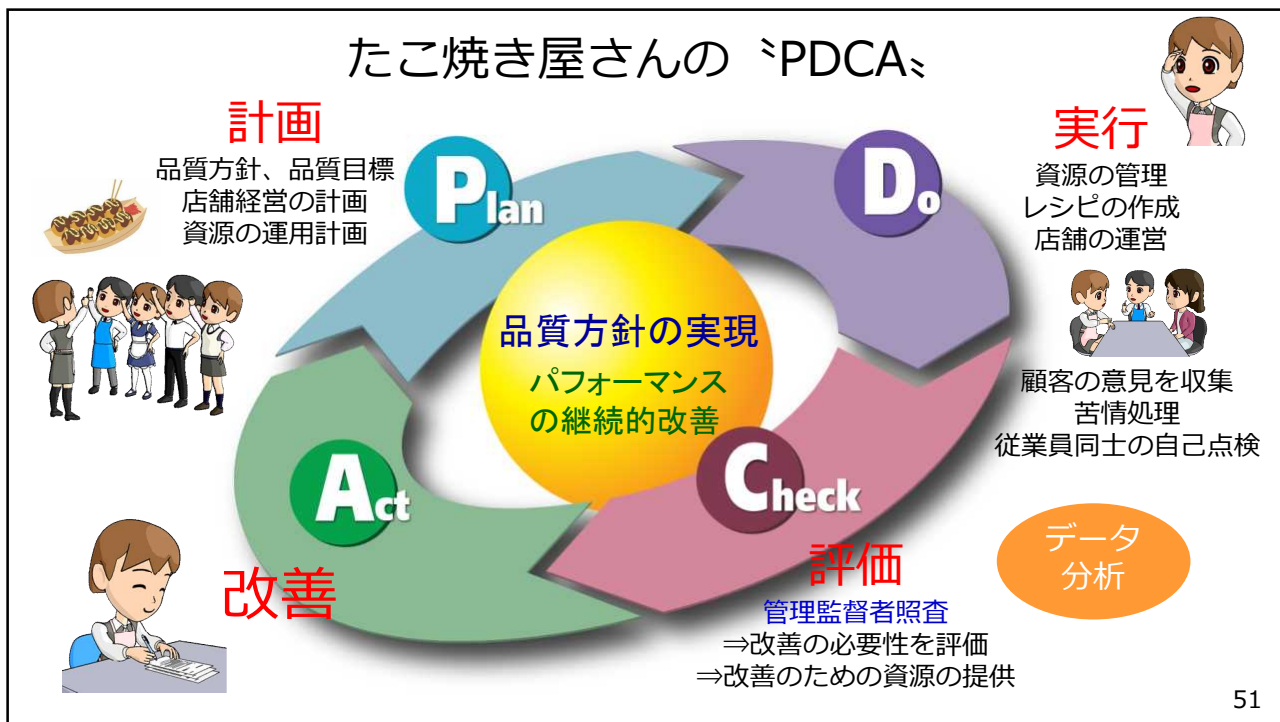 たこ焼き屋さんの〝PDCA〟
計画
品質方針、品質目標
店舗経営の計画
資源の運用計画
Plan
Do
実行
資源の管理
レシピの作成
店舗の運営
品質方針の実現
パフォーマンス
の継続的改善
顧客の意見を収集
苦情処理
従業員同士の自己点検
Act
Check
データ
分析
改善
評価
管理監督者照査
⇒改善の必要性を評価
⇒改善のための資源の提供
51